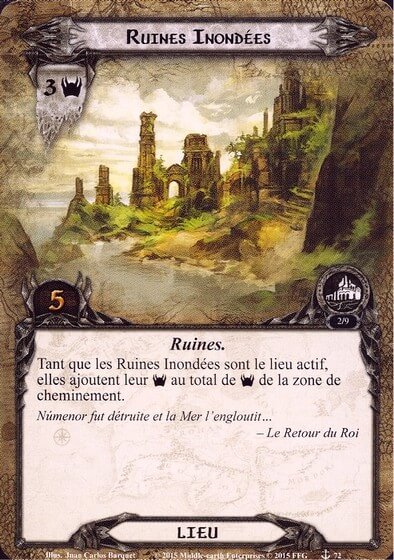 Ruines Inondées
3
5
2/9
Ruines.
Tant que les Ruines Inondées sont le lieu actif,
elles ajoutent leur au total de de la zone de
cheminement.
Númenor fut détruite et la Mer l'engloutit…
– Le Retour du Roi
LIEU
Illus. Juan Carlos Barquet © 2015 Middle-earth Enterprises © 2015 FFG 72